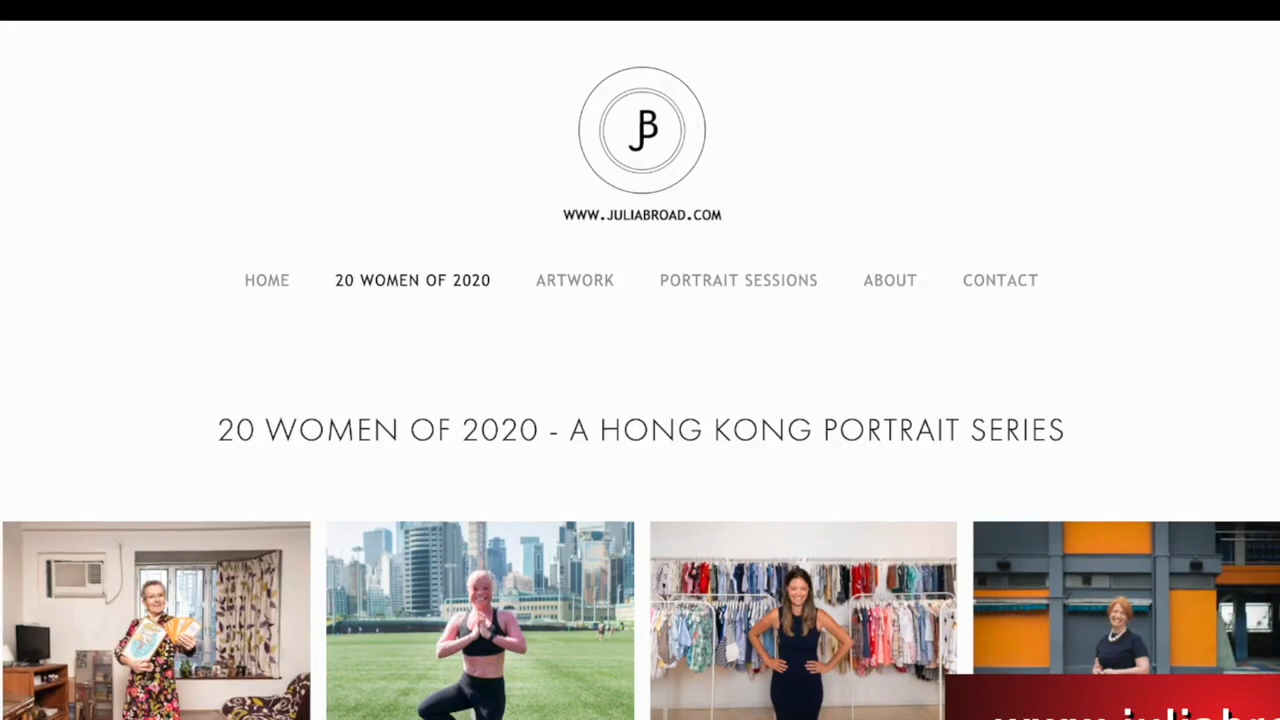 JB
WWW.JULIABROAD.COM
HOME 20 WOMEN OF 2020 ARTWORK PORTRAIT SESSIONS ABOUT CONTACT
20 WOMEN OF 2020 - A HONG KONG PORTRAIT SERIES